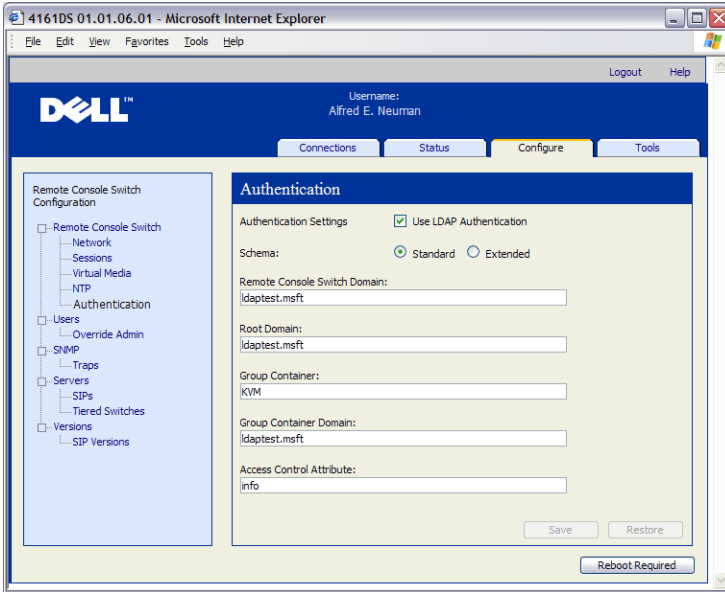 4161DS 01.01.06.01 - Microsoft Internet Explorer
File Edit View Favorites Tools Help
Logout Help
DELL™
Username:
Alfred E. Neuman
Connections Status Configure Tools
Remote Console Switch
Configuration
Remote Console Switch
Network
Sessions
Virtual Media
NTP
Authentication
Users
Override Admin
SNMP
Traps
Servers
SIPs
Tiered Switches
Versions
SIP Versions
Authentication
Authentication Settings Use LDAP Authentication
Schema: Standard Extended
Remote Console Switch Domain:
ldaptest.msft
Root Domain:
ldaptest.msft
Group Container:
KVM
Group Container Domain:
ldaptest.msft
Access Control Attribute:
info
Save Restore
Reboot Required